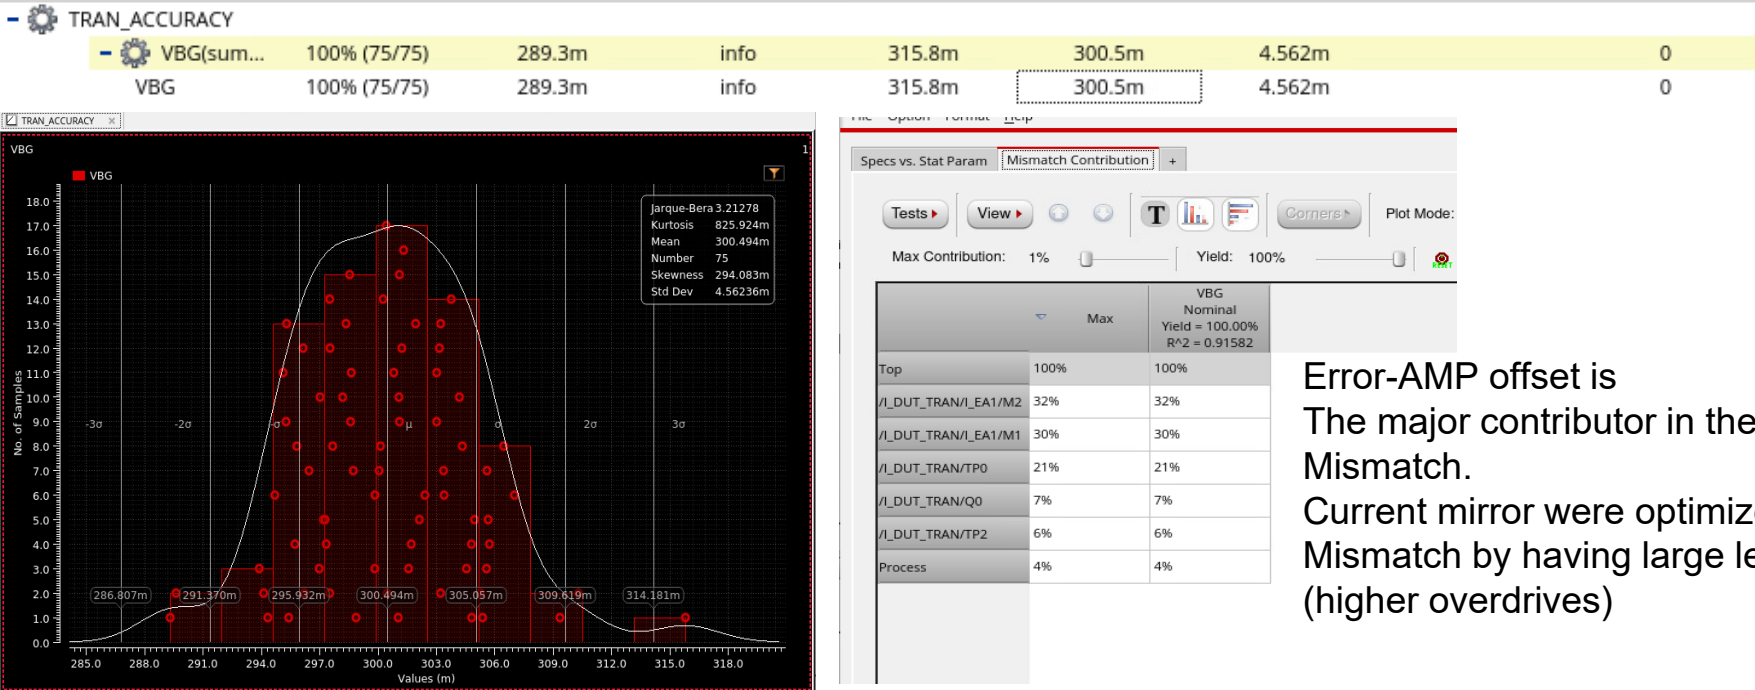 TRAN_ACCURACY
VBG(sum... 100% (75/75) 289.3m info 315.8m 300.5m 4.562m 0
VBG 100% (75/75) 289.3m info 315.8m 300.5m 4.562m 0
TRAN_ACCURACY ×
VBG 1
VBG
Jarque-Bera 3.21278
Kurtosis 825.924m
Mean 300.494m
Number 75
Skewness 294.083m
Std Dev 4.56236m
18.0
17.0
16.0
15.0
14.0
13.0
12.0
11.0
10.0
9.0
8.0
7.0
6.0
5.0
4.0
3.0
2.0
1.0
0.0
No. of Samples
-3σ -2σ -σ μ σ 2σ 3σ
286.807m 291.370m 295.932m 300.494m 305.057m 309.619m 314.181m
285.0 288.0 291.0 294.0 297.0 300.0 303.0 306.0 309.0 312.0 315.0 318.0
Values (m)
File Option Format Help
Specs vs. Stat Param Mismatch Contribution +
Tests View T Corners Plot Mode:
Max Contribution: 1% Yield: 100%
Max
VBG
Nominal
Yield = 100.00%
R^2 = 0.91582
Top 100% 100%
/I_DUT_TRAN/I_EA1/M2 32% 32%
/I_DUT_TRAN/I_EA1/M1 30% 30%
/I_DUT_TRAN/TP0 21% 21%
/I_DUT_TRAN/Q0 7% 7%
/I_DUT_TRAN/TP2 6% 6%
Process 4% 4%
Error-AMP offset is
The major contributor in the
Mismatch.
Current mirror were optimiz
Mismatch by having large le
(higher overdrives)